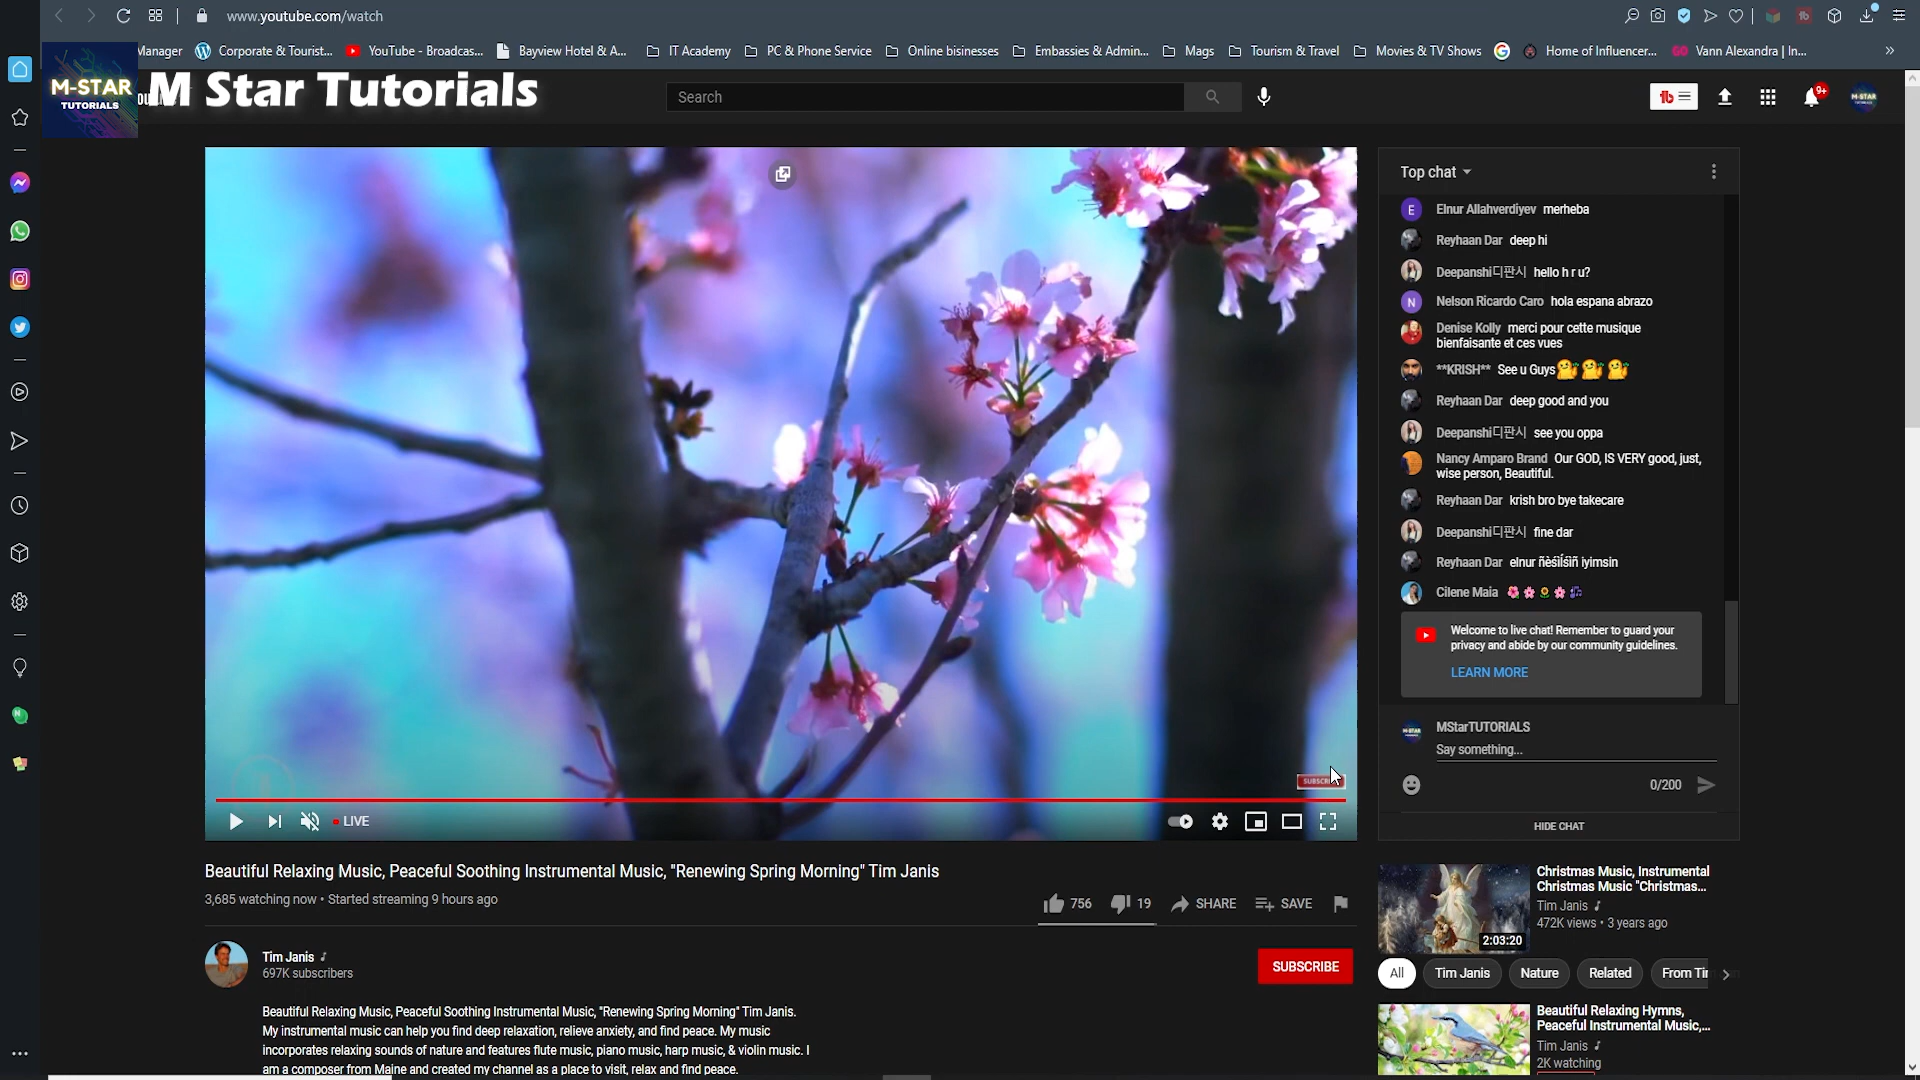 www.youtube.com/watch
Manager
Corporate & Tourist...
YouTube - Broadcas...
Bayview Hotel & A...
IT Academy
PC & Phone Service
Online bisinesses
Embassies & Admin...
Mags
Tourism & Travel
Movies & TV Shows
Home of Influencer...
Vann Alexandra | In...
M-STAR
TUTORIALS
M Star Tutorials
Search
9+
Top chat
Elnur Allahverdiyev merheba
Reyhaan Dar deep hi
Deepanshi디판시 hello h r u?
Nelson Ricardo Caro hola espana abrazo
Denise Kolly merci pour cette musique
bienfaisante et ces vues
**KRISH** See u Guys
Reyhaan Dar deep good and you
Deepanshi디판시 see you oppa
Nancy Amparo Brand Our GOD, IS VERY good, just,
wise person, Beautiful.
Reyhaan Dar krish bro bye takecare
Deepanshi디판시 fine dar
Reyhaan Dar elnur ñèśìĺśìñ iyimsin
Cilene Maia
Welcome to live chat! Remember to guard your
privacy and abide by our community guidelines.
LEARN MORE
MStarTUTORIALS
Say something...
0/200
HIDE CHAT
LIVE
Beautiful Relaxing Music, Peaceful Soothing Instrumental Music, "Renewing Spring Morning" Tim Janis
3,685 watching now • Started streaming 9 hours ago
756
19
SHARE
SAVE
Tim Janis
697K subscribers
SUBSCRIBE
Beautiful Relaxing Music, Peaceful Soothing Instrumental Music, "Renewing Spring Morning" Tim Janis.
My instrumental music can help you find deep relaxation, relieve anxiety, and find peace. My music
incorporates relaxing sounds of nature and features flute music, piano music, harp music, & violin music. I
am a composer from Maine and created my channel as a place to visit, relax and find peace.
2:03:20
Christmas Music, Instrumental
Christmas Music "Christmas...
Tim Janis
472K views • 3 years ago
All
Tim Janis
Nature
Related
From Tim
Beautiful Relaxing Hymns,
Peaceful Instrumental Music,...
Tim Janis
2K watching